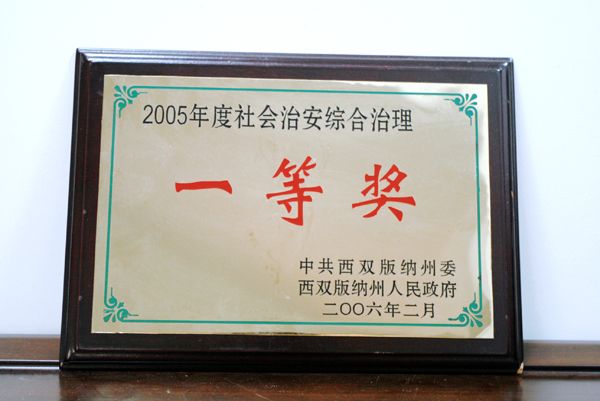 2005年度社会治安综合治理
一等奖
中共西双版纳州委
西双版纳州人民政府
二〇〇六年二月